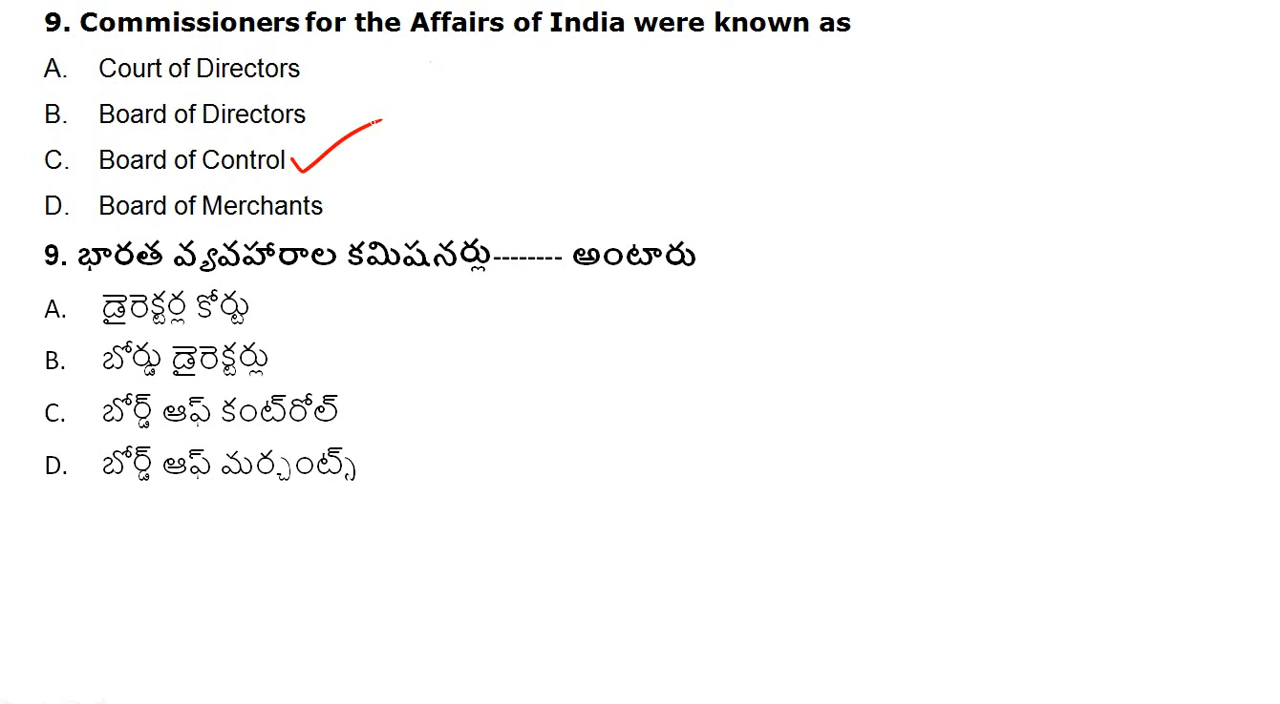 9. Commissioners for the Affairs of India were known as
A. Court of Directors
B. Board of Directors
C. Board of Control
D. Board of Merchants
9. భారత వ్యవహారాల కమిషనర్లు-------- అంటారు
A. డైరెక్టర్ల కోర్టు
B. బోర్డు డైరెక్టర్లు
C. బోర్డ్ ఆఫ్ కంట్‌రోల్
D. బోర్డ్ ఆఫ్ మర్చంట్స్